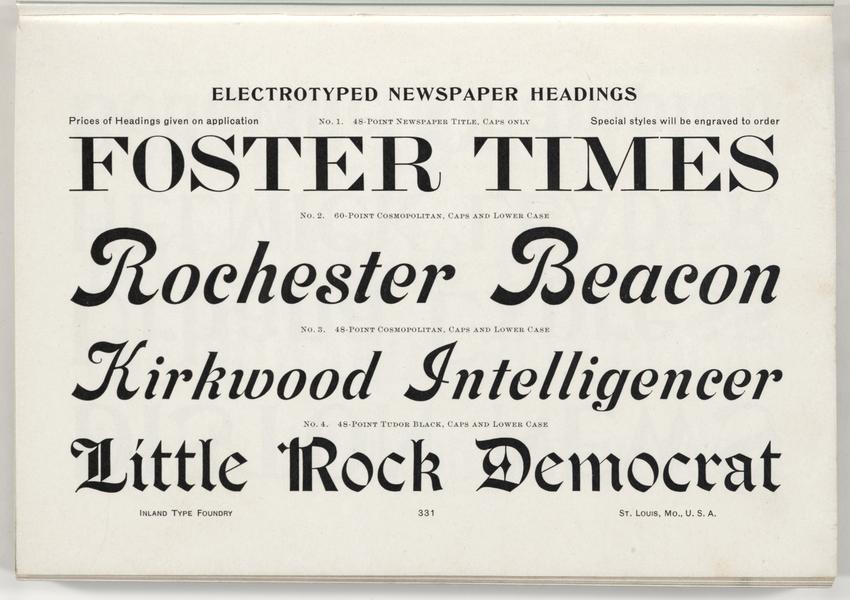 ELECTROTYPED NEWSPAPER HEADINGS
Prices of Headings given on application No. 1. 48-Point Newspaper Title, Caps only Special styles will be engraved to order
FOSTER TIMES
No. 2. 60-Point Cosmopolitan, Caps and Lower Case
Rochester Beacon
No. 3. 48-Point Cosmopolitan, Caps and Lower Case
Kirkwood Intelligencer
No. 4. 48-Point Tudor Black, Caps and Lower Case
Little Rock Democrat
Inland Type Foundry 331 St. Louis, Mo., U. S. A.